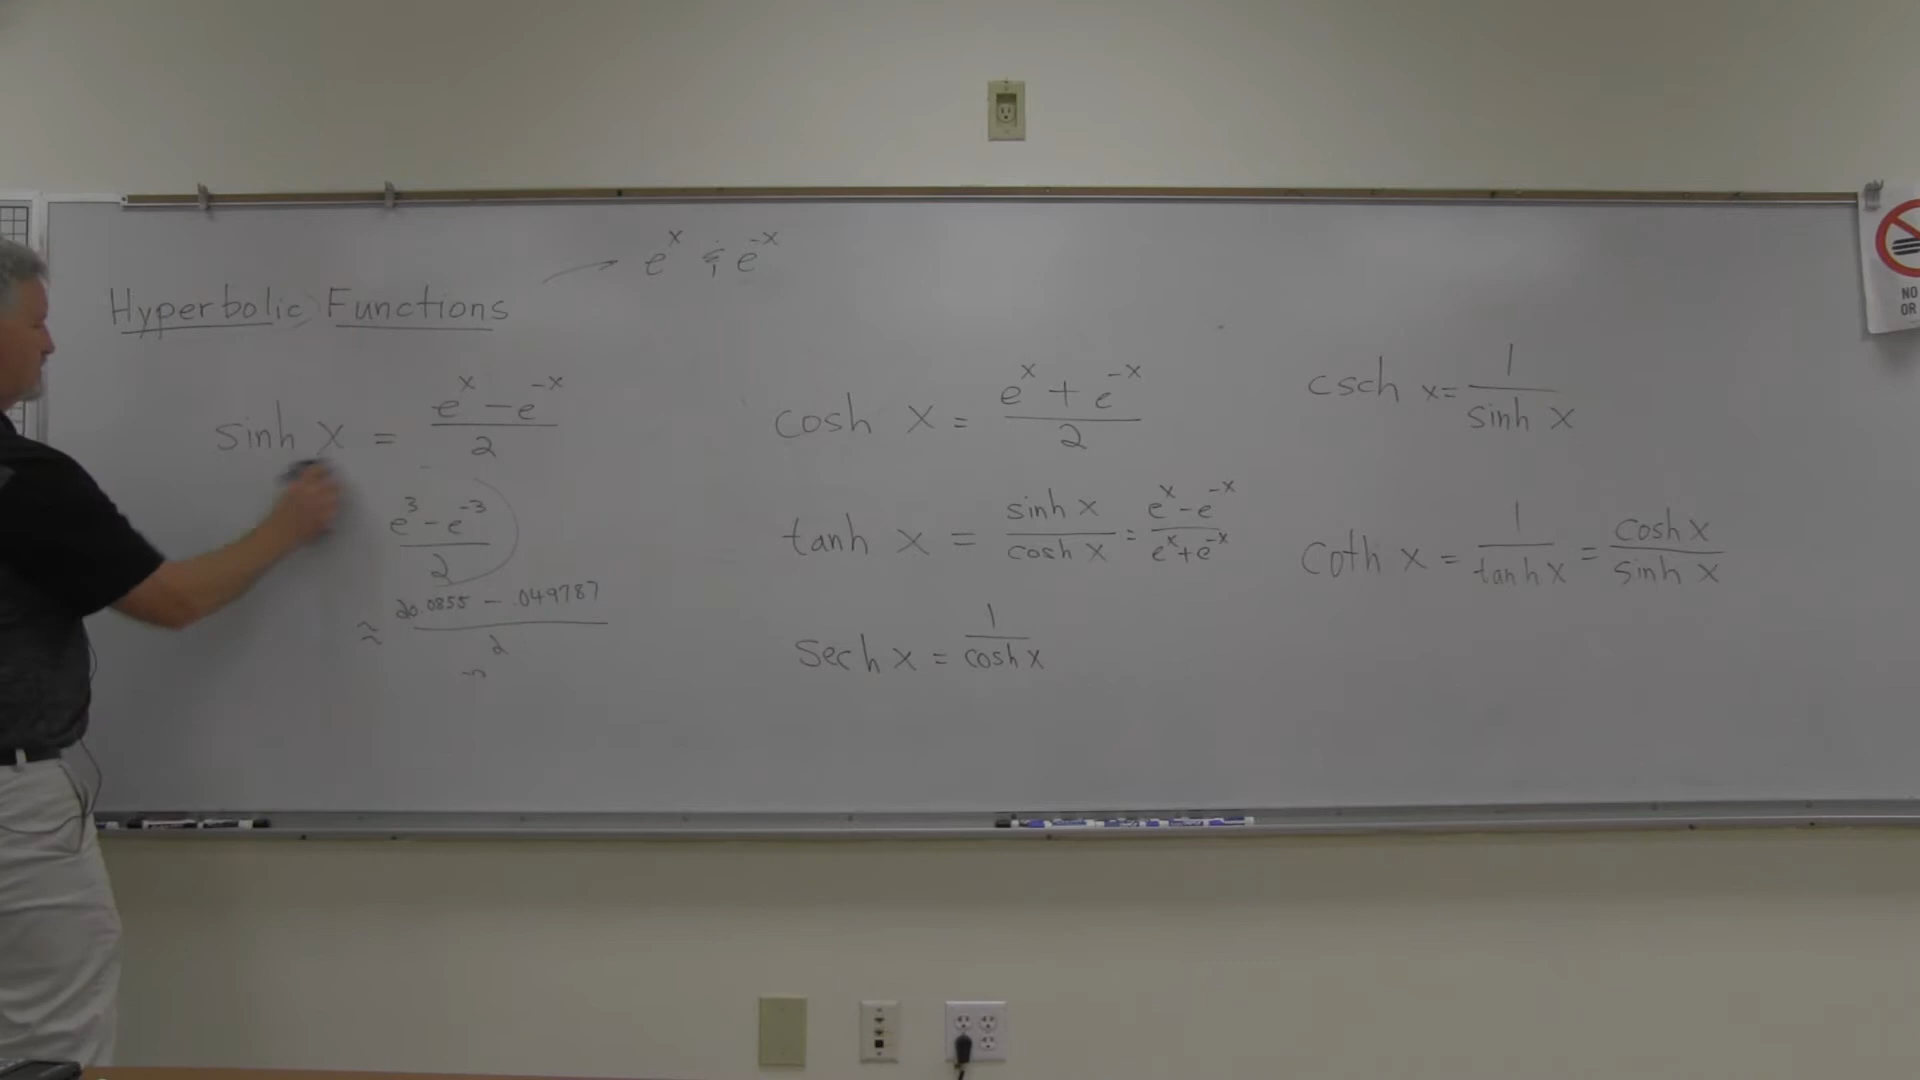 e^x & e^-x
Hyperbolic Functions
sinh x = (e^x - e^-x)/2
(e^3 - e^-3)/2
≈ (20.0855 - .049787)/2
cosh x = (e^x + e^-x)/2
tanh x = sinh x/cosh x = (e^x - e^-x)/(e^x + e^-x)
sech x = 1/cosh x
csch x = 1/sinh x
coth x = 1/tanh x = cosh x/sinh x
NO
OR